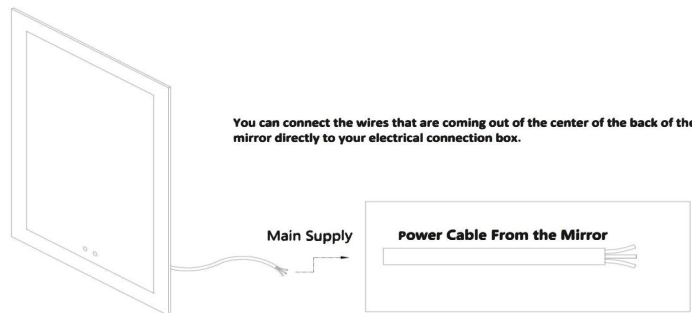 You can connect the wires that are coming out of the center of the back of the
mirror directly to your electrical connection box.
Main Supply
Power Cable From the Mirror